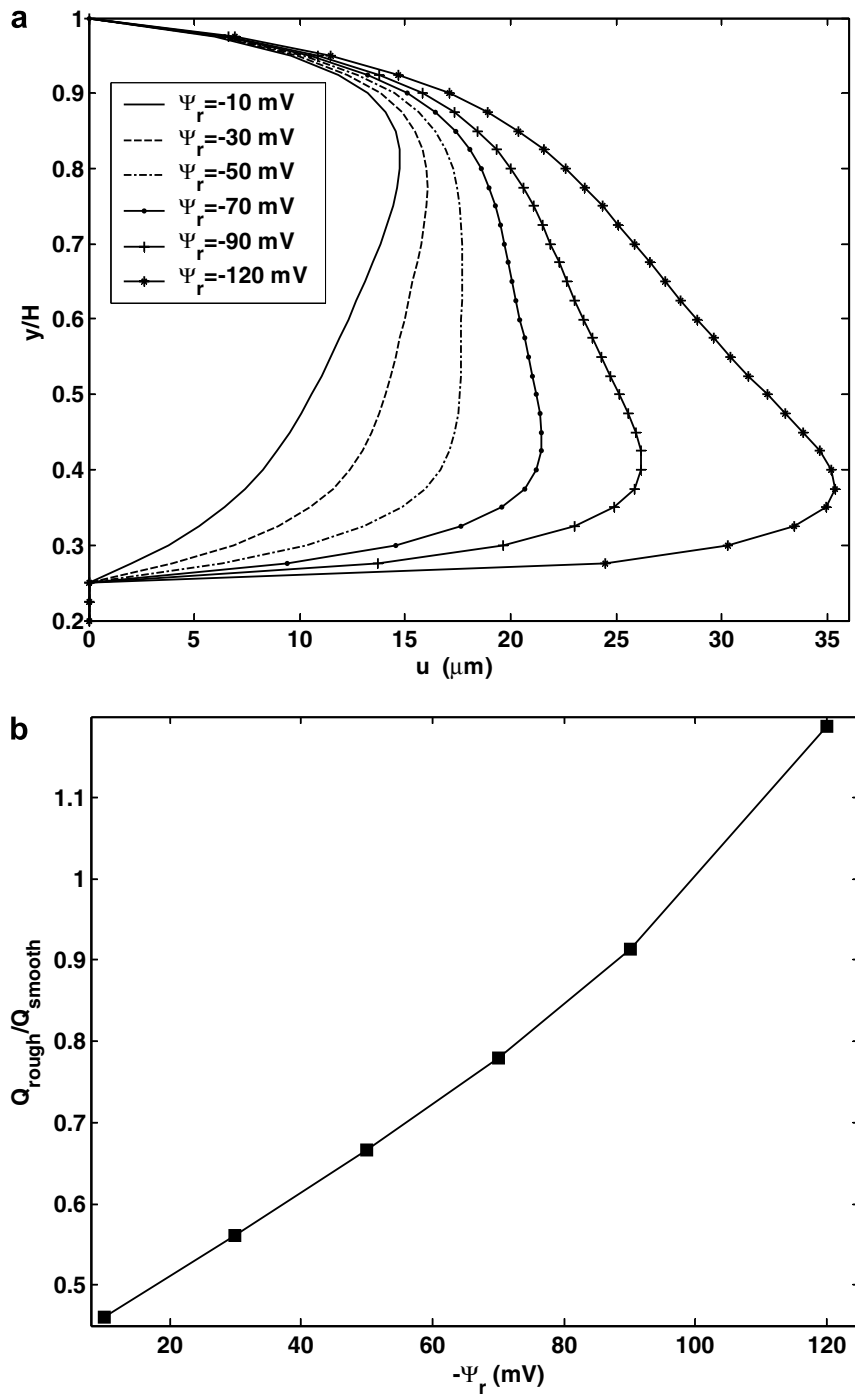 a
1
0.9
0.8
0.7
0.6
0.5
0.4
0.3
0.2
y/H
Ψr=-10 mV
Ψr=-30 mV
Ψr=-50 mV
Ψr=-70 mV
Ψr=-90 mV
Ψr=-120 mV
0 5 10 15 20 25 30 35
u (μm)
b
1.1
1
0.9
0.8
0.7
0.6
0.5
Qrough/Qsmooth
20 40 60 80 100 120
-Ψr (mV)